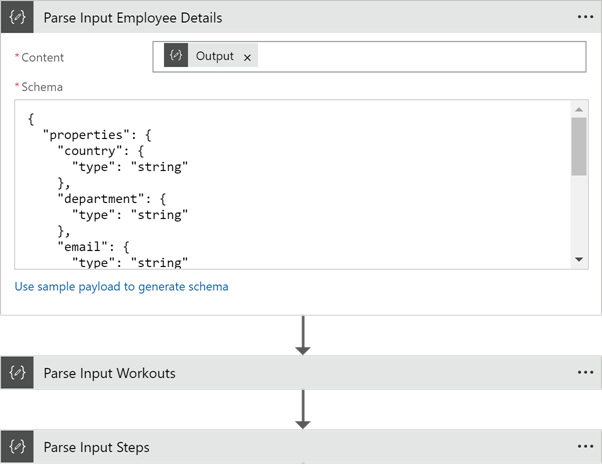 Parse Input Employee Details
* Content
Output ×
* Schema
{
"properties": {
"country": {
"type": "string"
},
"department": {
"type": "string"
},
"email": {
"type": "string"
Use sample payload to generate schema
Parse Input Workouts
Parse Input Steps